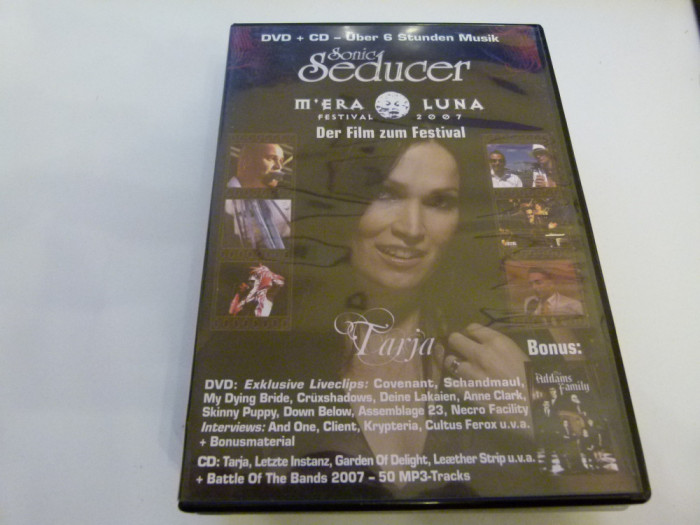 DVD + CD – Über 6 Stunden Musik
Sonic
Seducer
M'ERA LUNA
FESTIVAL 2007
Der Film zum Festival
Tarja
Bonus:
The Addams
Family
DVD: Exklusive Liveclips: Covenant, Schandmaul,
My Dying Bride, Crüxshadows, Deine Lakaien, Anne Clark,
Skinny Puppy, Down Below, Assemblage 23, Necro Facility
Interviews: And One, Client, Krypteria, Cultus Ferox u.v.a.
+ Bonusmaterial
CD: Tarja, Letzte Instanz, Garden Of Delight, Leæther Strip u.v.a.
+ Battle Of The Bands 2007 – 50 MP3-Tracks